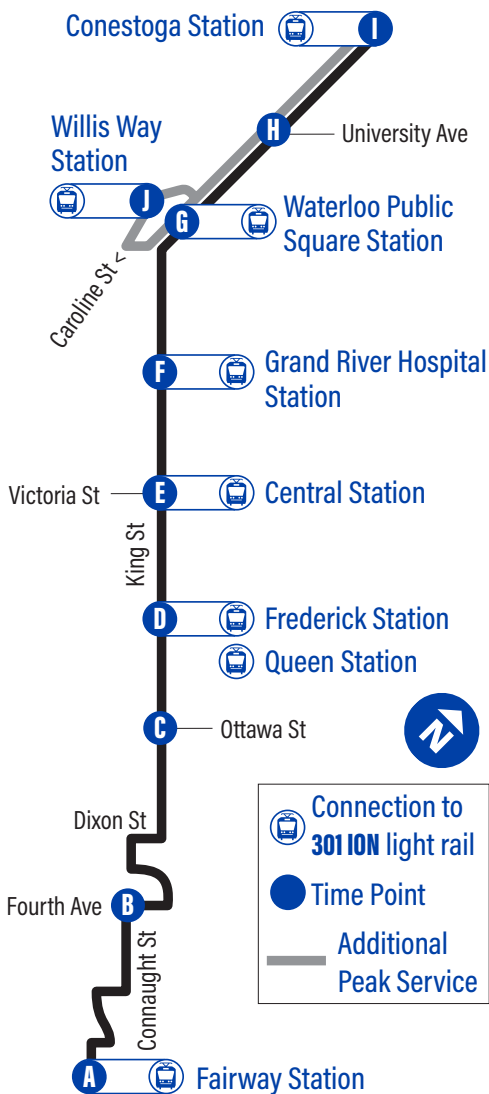 Conestoga Station
I
H
University Ave
Willis Way
Station
J
G
Waterloo Public
Square Station
Caroline St <
F
Grand River Hospital
Station
Victoria St
E
Central Station
King St
D
Frederick Station
Queen Station
C
Ottawa St
N
Dixon St
Fourth Ave
B
Connaught St
A
Fairway Station
Connection to
301 ION light rail
Time Point
Additional
Peak Service